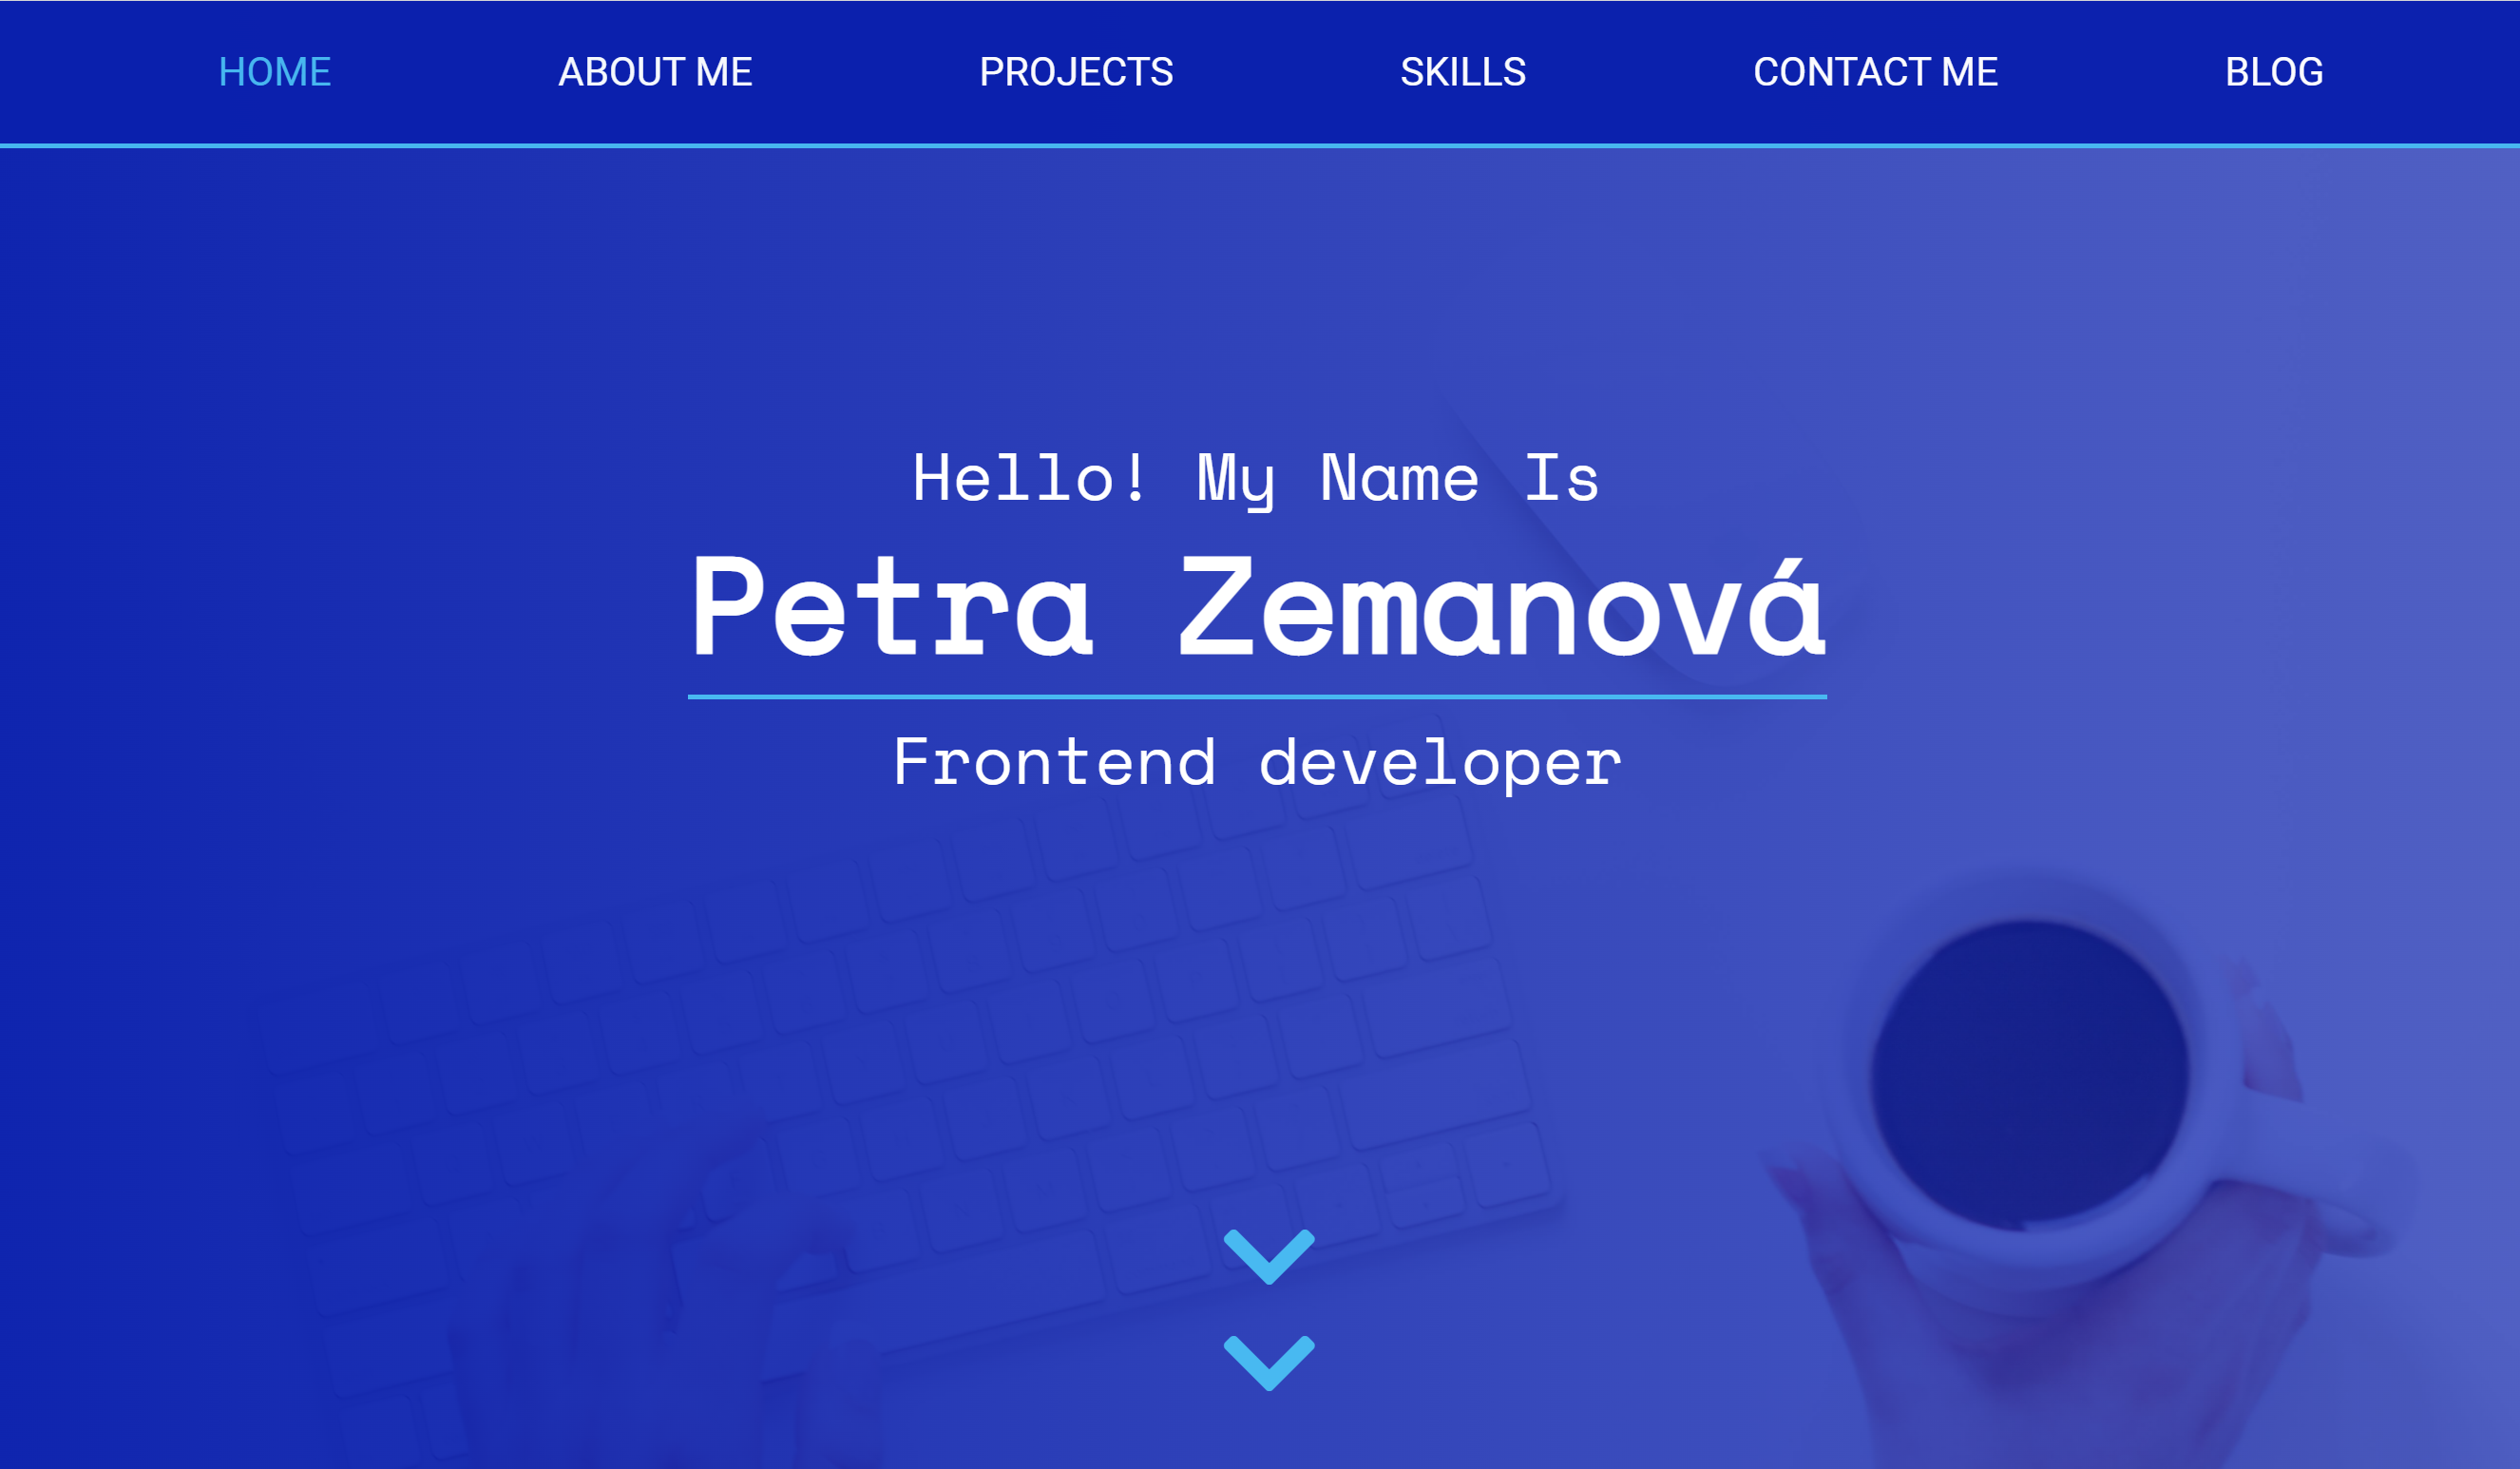 HOME ABOUT ME PROJECTS SKILLS CONTACT ME BLOG
Hello! My Name Is
Petra Zemanová
Frontend developer